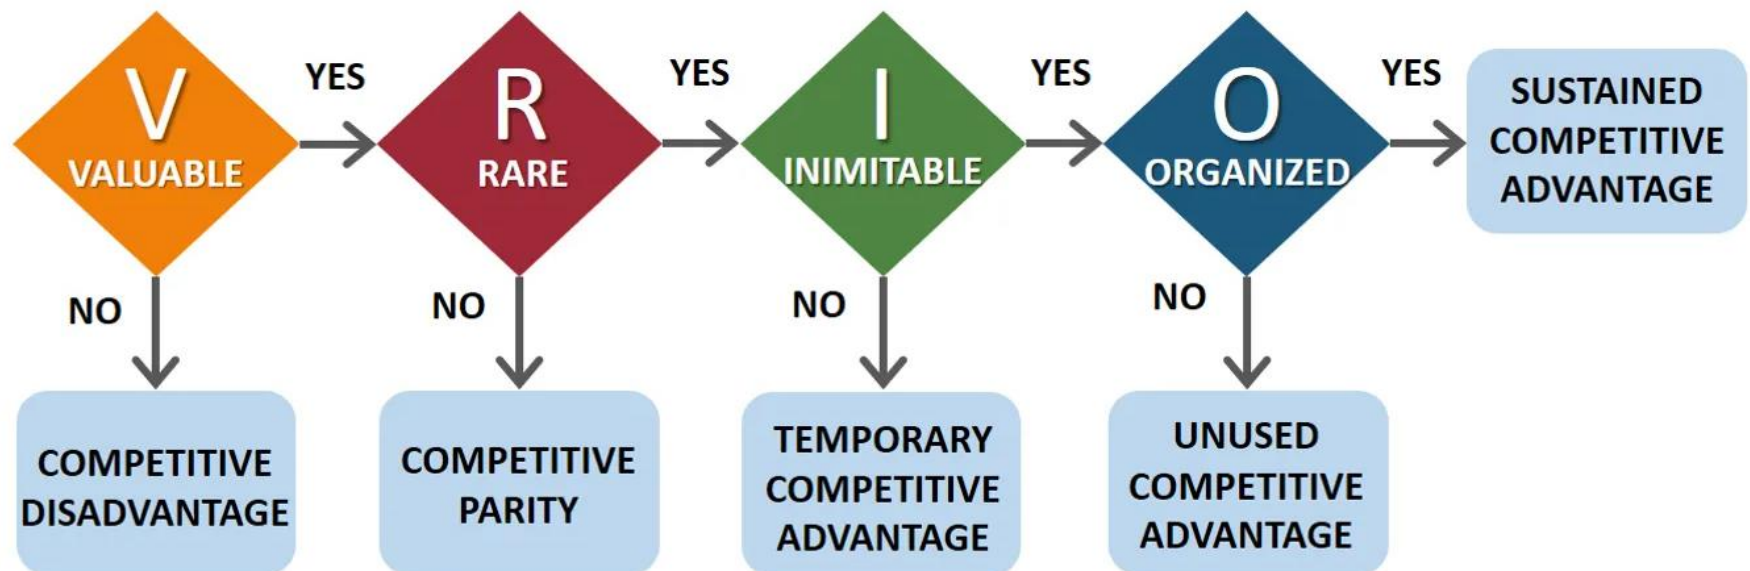 V
VALUABLE
YES
R
RARE
YES
I
INIMITABLE
YES
O
ORGANIZED
YES
SUSTAINED
COMPETITIVE
ADVANTAGE
NO
COMPETITIVE
DISADVANTAGE
NO
COMPETITIVE
PARITY
NO
TEMPORARY
COMPETITIVE
ADVANTAGE
NO
UNUSED
COMPETITIVE
ADVANTAGE